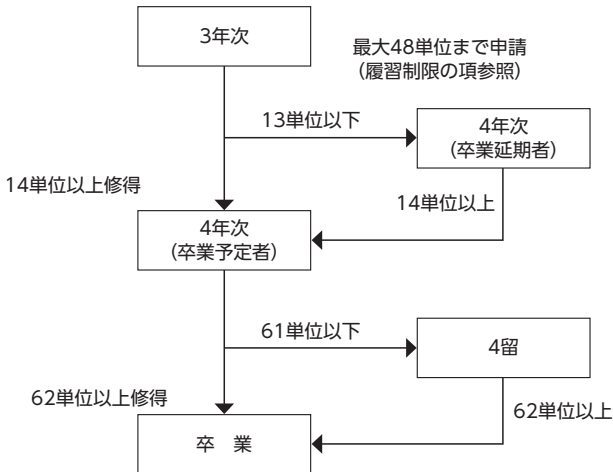 3年次
最大48単位まで申請
（履習制限の項参照）
13単位以下
4年次
（卒業延期者）
14単位以上修得
14単位以上
4年次
（卒業予定者）
61単位以下
4留
62単位以上修得
62単位以上
卒　業